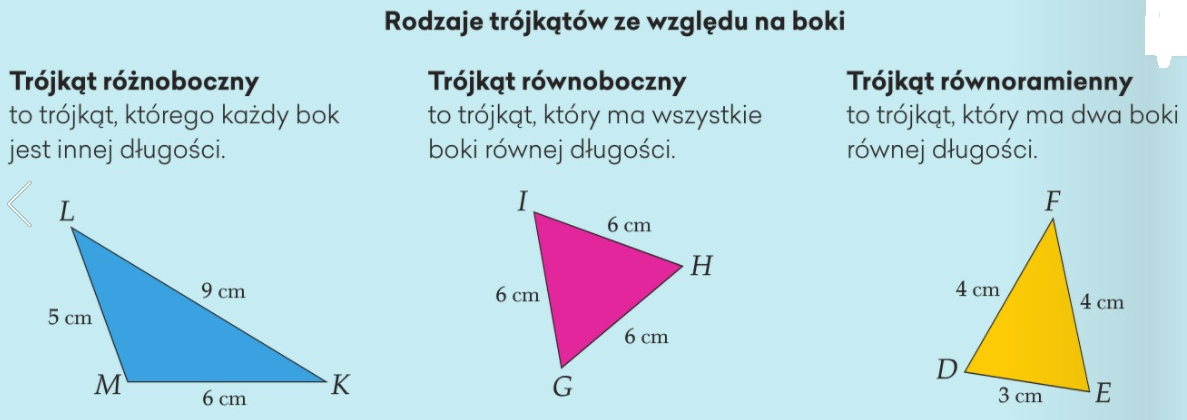 Rodzaje trójkątów ze względu na boki
Trójkąt różnoboczny
to trójkąt, którego każdy bok
jest innej długości.
L
9 cm
5 cm
M
6 cm
K
Trójkąt równoboczny
to trójkąt, który ma wszystkie
boki równej długości.
I
6 cm
H
6 cm
6 cm
G
Trójkąt równoramienny
to trójkąt, który ma dwa boki
równej długości.
F
4 cm
4 cm
D
3 cm
E